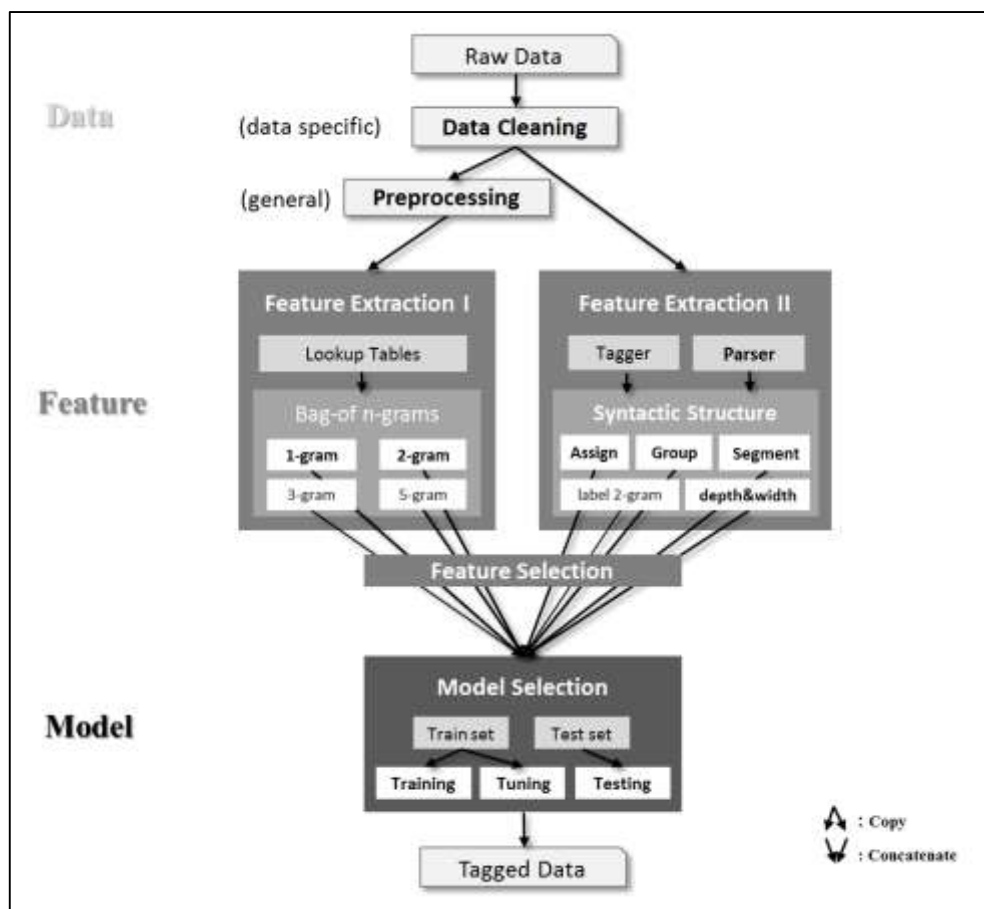 Raw Data
Data
(data specific)
Data Cleaning
(general)
Preprocessing
Feature Extraction I
Feature Extraction II
Lookup Tables
Tagger
Parser
Feature
Bag-of n-grams
Syntactic Structure
1-gram
2-gram
Assign
Group
Segment
3-gram
5-gram
label 2-gram
depth&width
Feature Selection
Model Selection
Model
Train set
Test set
Training
Tuning
Testing
: Copy
: Concatenate
Tagged Data